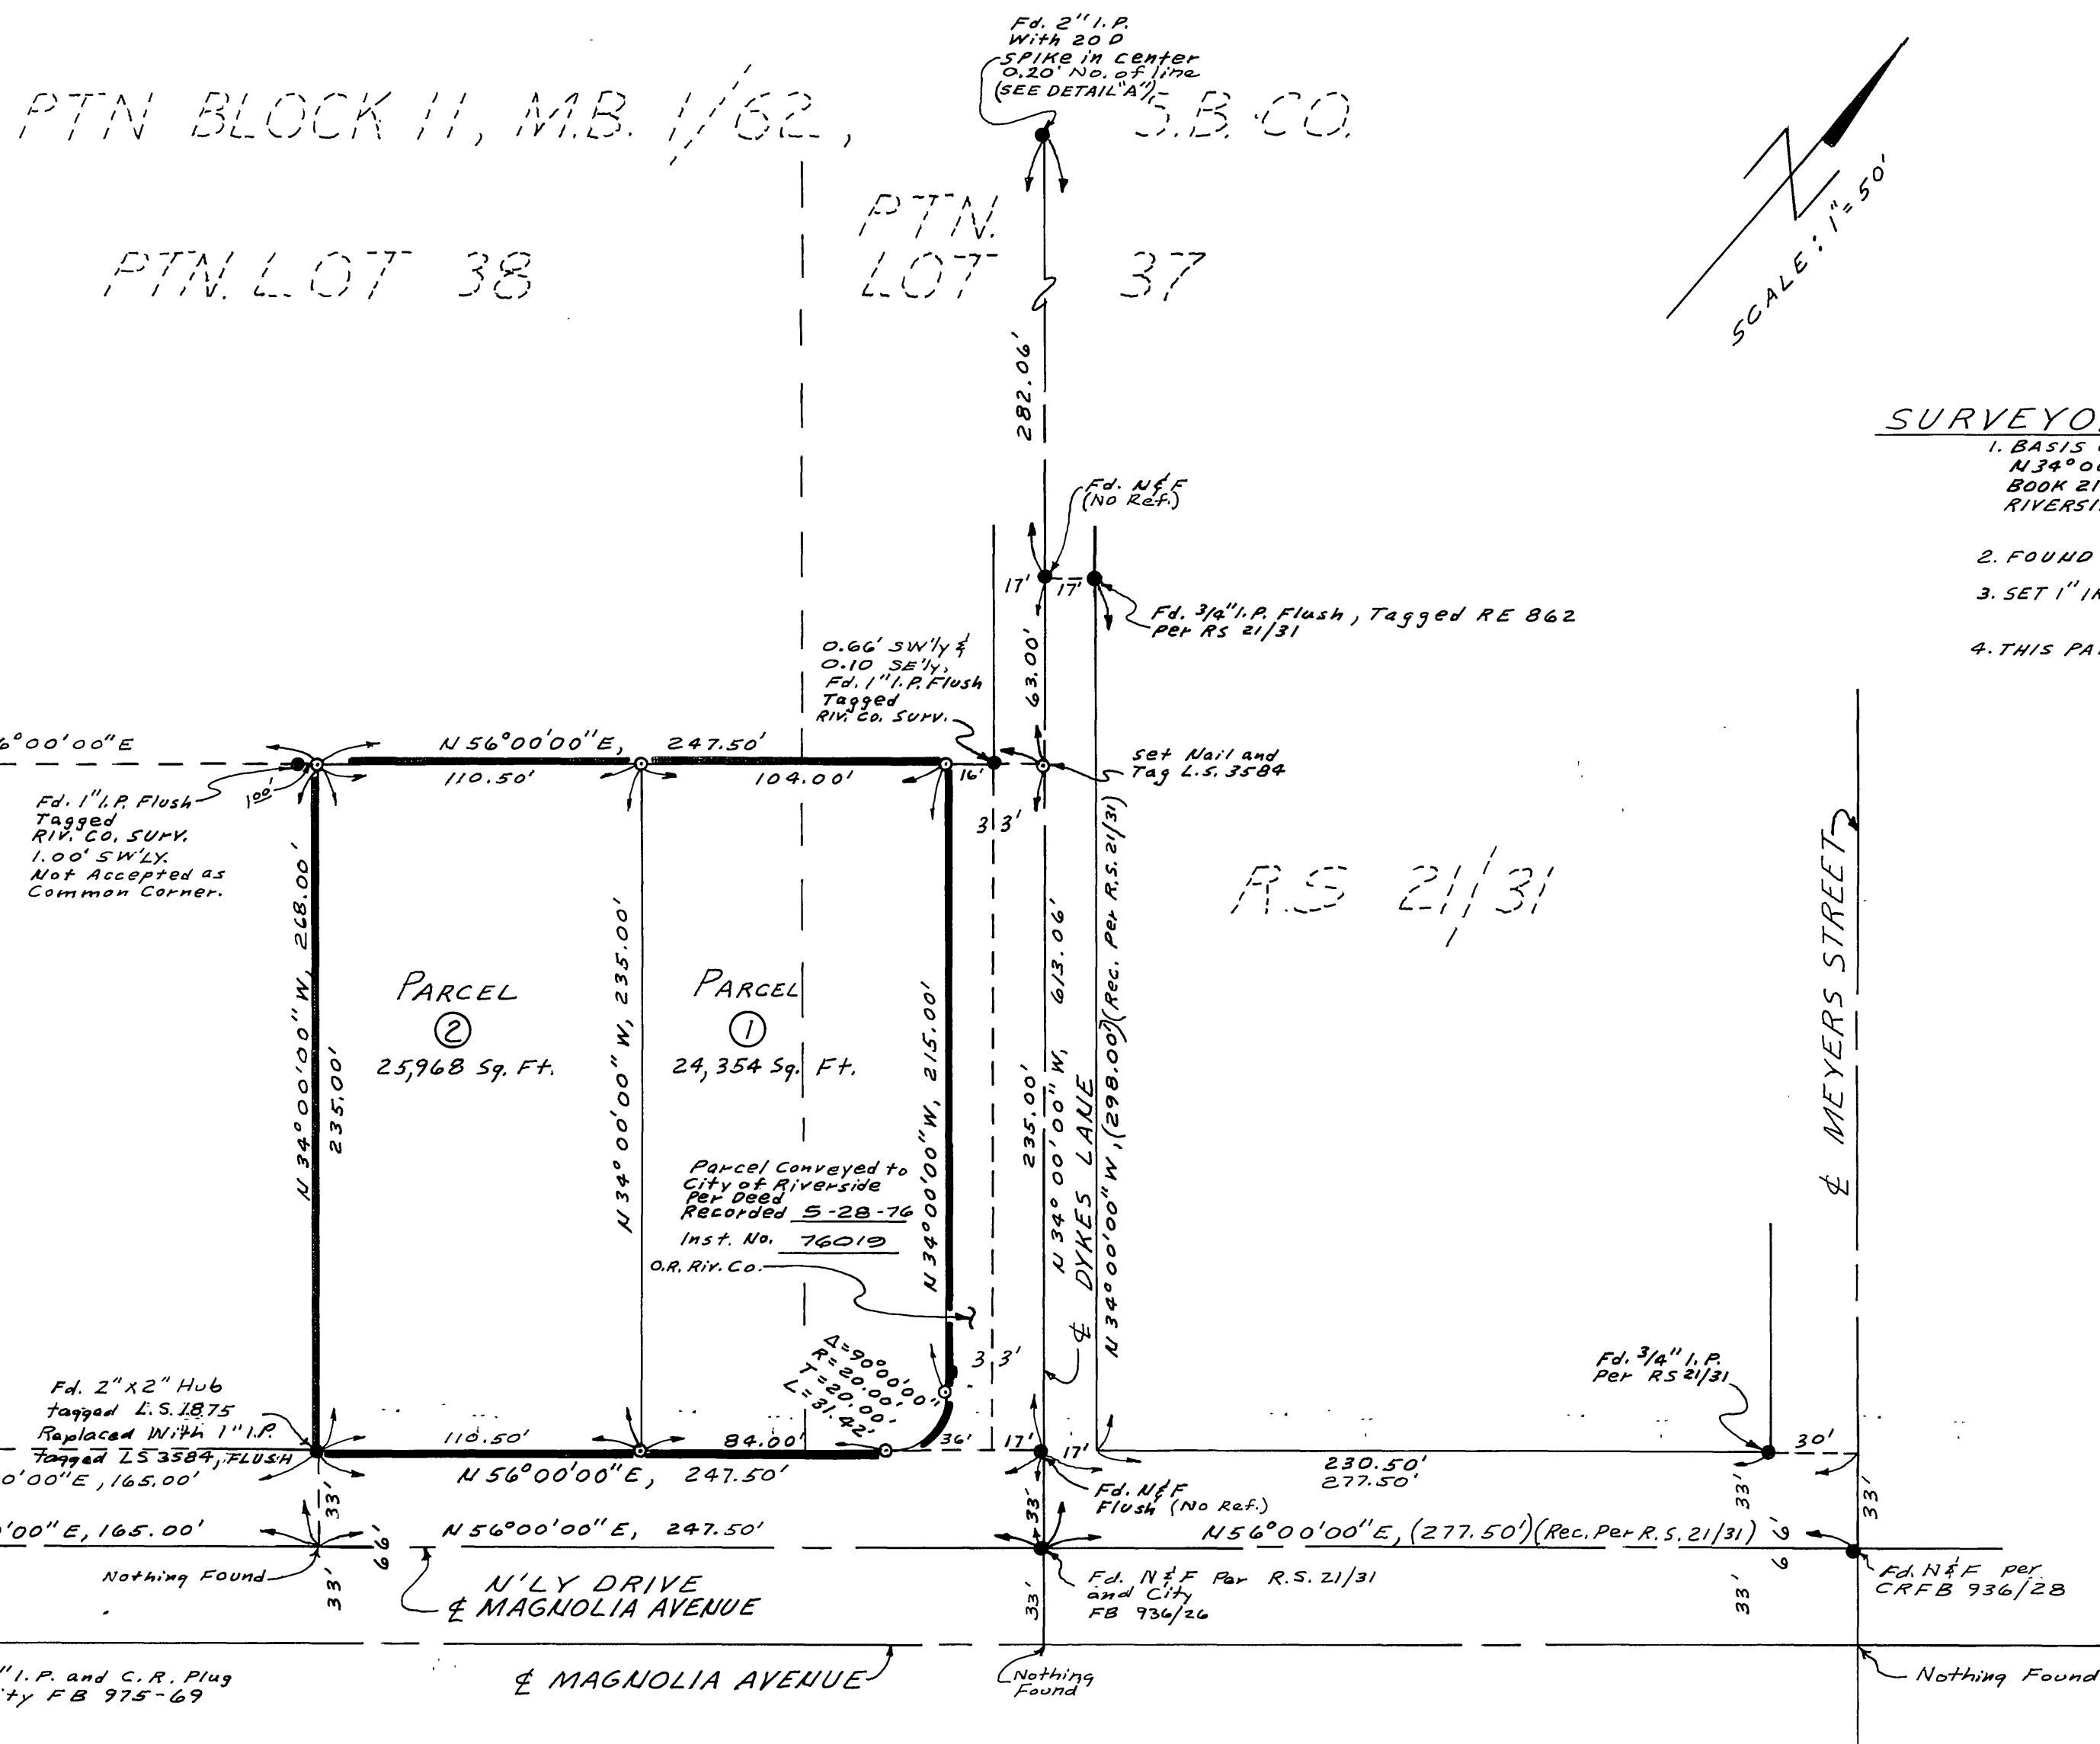 Fd. 2" I.P.
With 20 D
SPIKE in center
0.20' No. of line
(SEE DETAIL "A")
PTN BLOCK 11, M.B. 1/62, S.B. CO.
PTN. LOT 38
PTN.
LOT 37
SCALE: 1"=50'
282.06'
Fd. N&F
(No Ref.)
17' 17'
Fd. 3/4" I.P. Flush, Tagged RE 862
per RS 21/31
63.00'
0.66' SW'ly &
0.10 SE'ly,
Fd. 1" I.P. Flush
Tagged
RIV. CO. SURV.
SURVEYO
1. BASIS
N34°00
BOOK 21
RIVERSI
2. FOUND
3. SET 1" IR
4. THIS PA
6°00'00"E
N 56°00'00"E, 247.50'
110.50'
104.00'
16'
set Nail and
Tag L.S. 3584
33'
Fd. 1" I.P. Flush
Tagged
RIV. CO. SURV.
1.00' SW'LY.
Not Accepted as
Common Corner.
1.00'
N 34°00'00"W, 268.00'
235.00'
PARCEL
2
25,968 Sq. Ft.
N 34°00'00"W, 235.00'
PARCEL
1
24,354 Sq. Ft.
N 34°00'00"W, 215.00'
235.00'
N 34°00'00"W, 613.06'
℄ DYKES LANE
N 34°00'00"W, (298.00')(Rec. Per R.S. 21/31)
R.S 21/31
℄ MEYERS STREET
Parcel Conveyed to
City of Riverside
Per Deed
Recorded 5-28-76
Inst. No. 76019
O.R. Riv. Co.
Δ=90°00'00"
R=20.00'
T=20.00'
L=31.42'
33'
Fd. 2"x2" Hub
tagged L.S. 1875
Replaced With 1" I.P.
tagged LS 3584, FLUSH
110.50'
84.00'
36'
17' 17'
Fd. 3/4" I.P.
Per RS 21/31
30'
0'00"E, 165.00'
N 56°00'00"E, 247.50'
230.50'
277.50'
Fd. N&F
Flush (No Ref.)
33'
33'
33'
33'
'00"E, 165.00'
66'
N 56°00'00"E, 247.50'
N56°00'00"E, (277.50')(Rec. Per R.S. 21/31)
66'
Nothing Found
33'
N'LY DRIVE
℄ MAGNOLIA AVENUE
33'
Fd. N&F Per R.S. 21/31
and City
FB 936/26
33'
Fd. N&F per
CRFB 936/28
" I.P. and C.R. Plug
ty FB 975-69
℄ MAGNOLIA AVENUE
Nothing
Found
Nothing Found